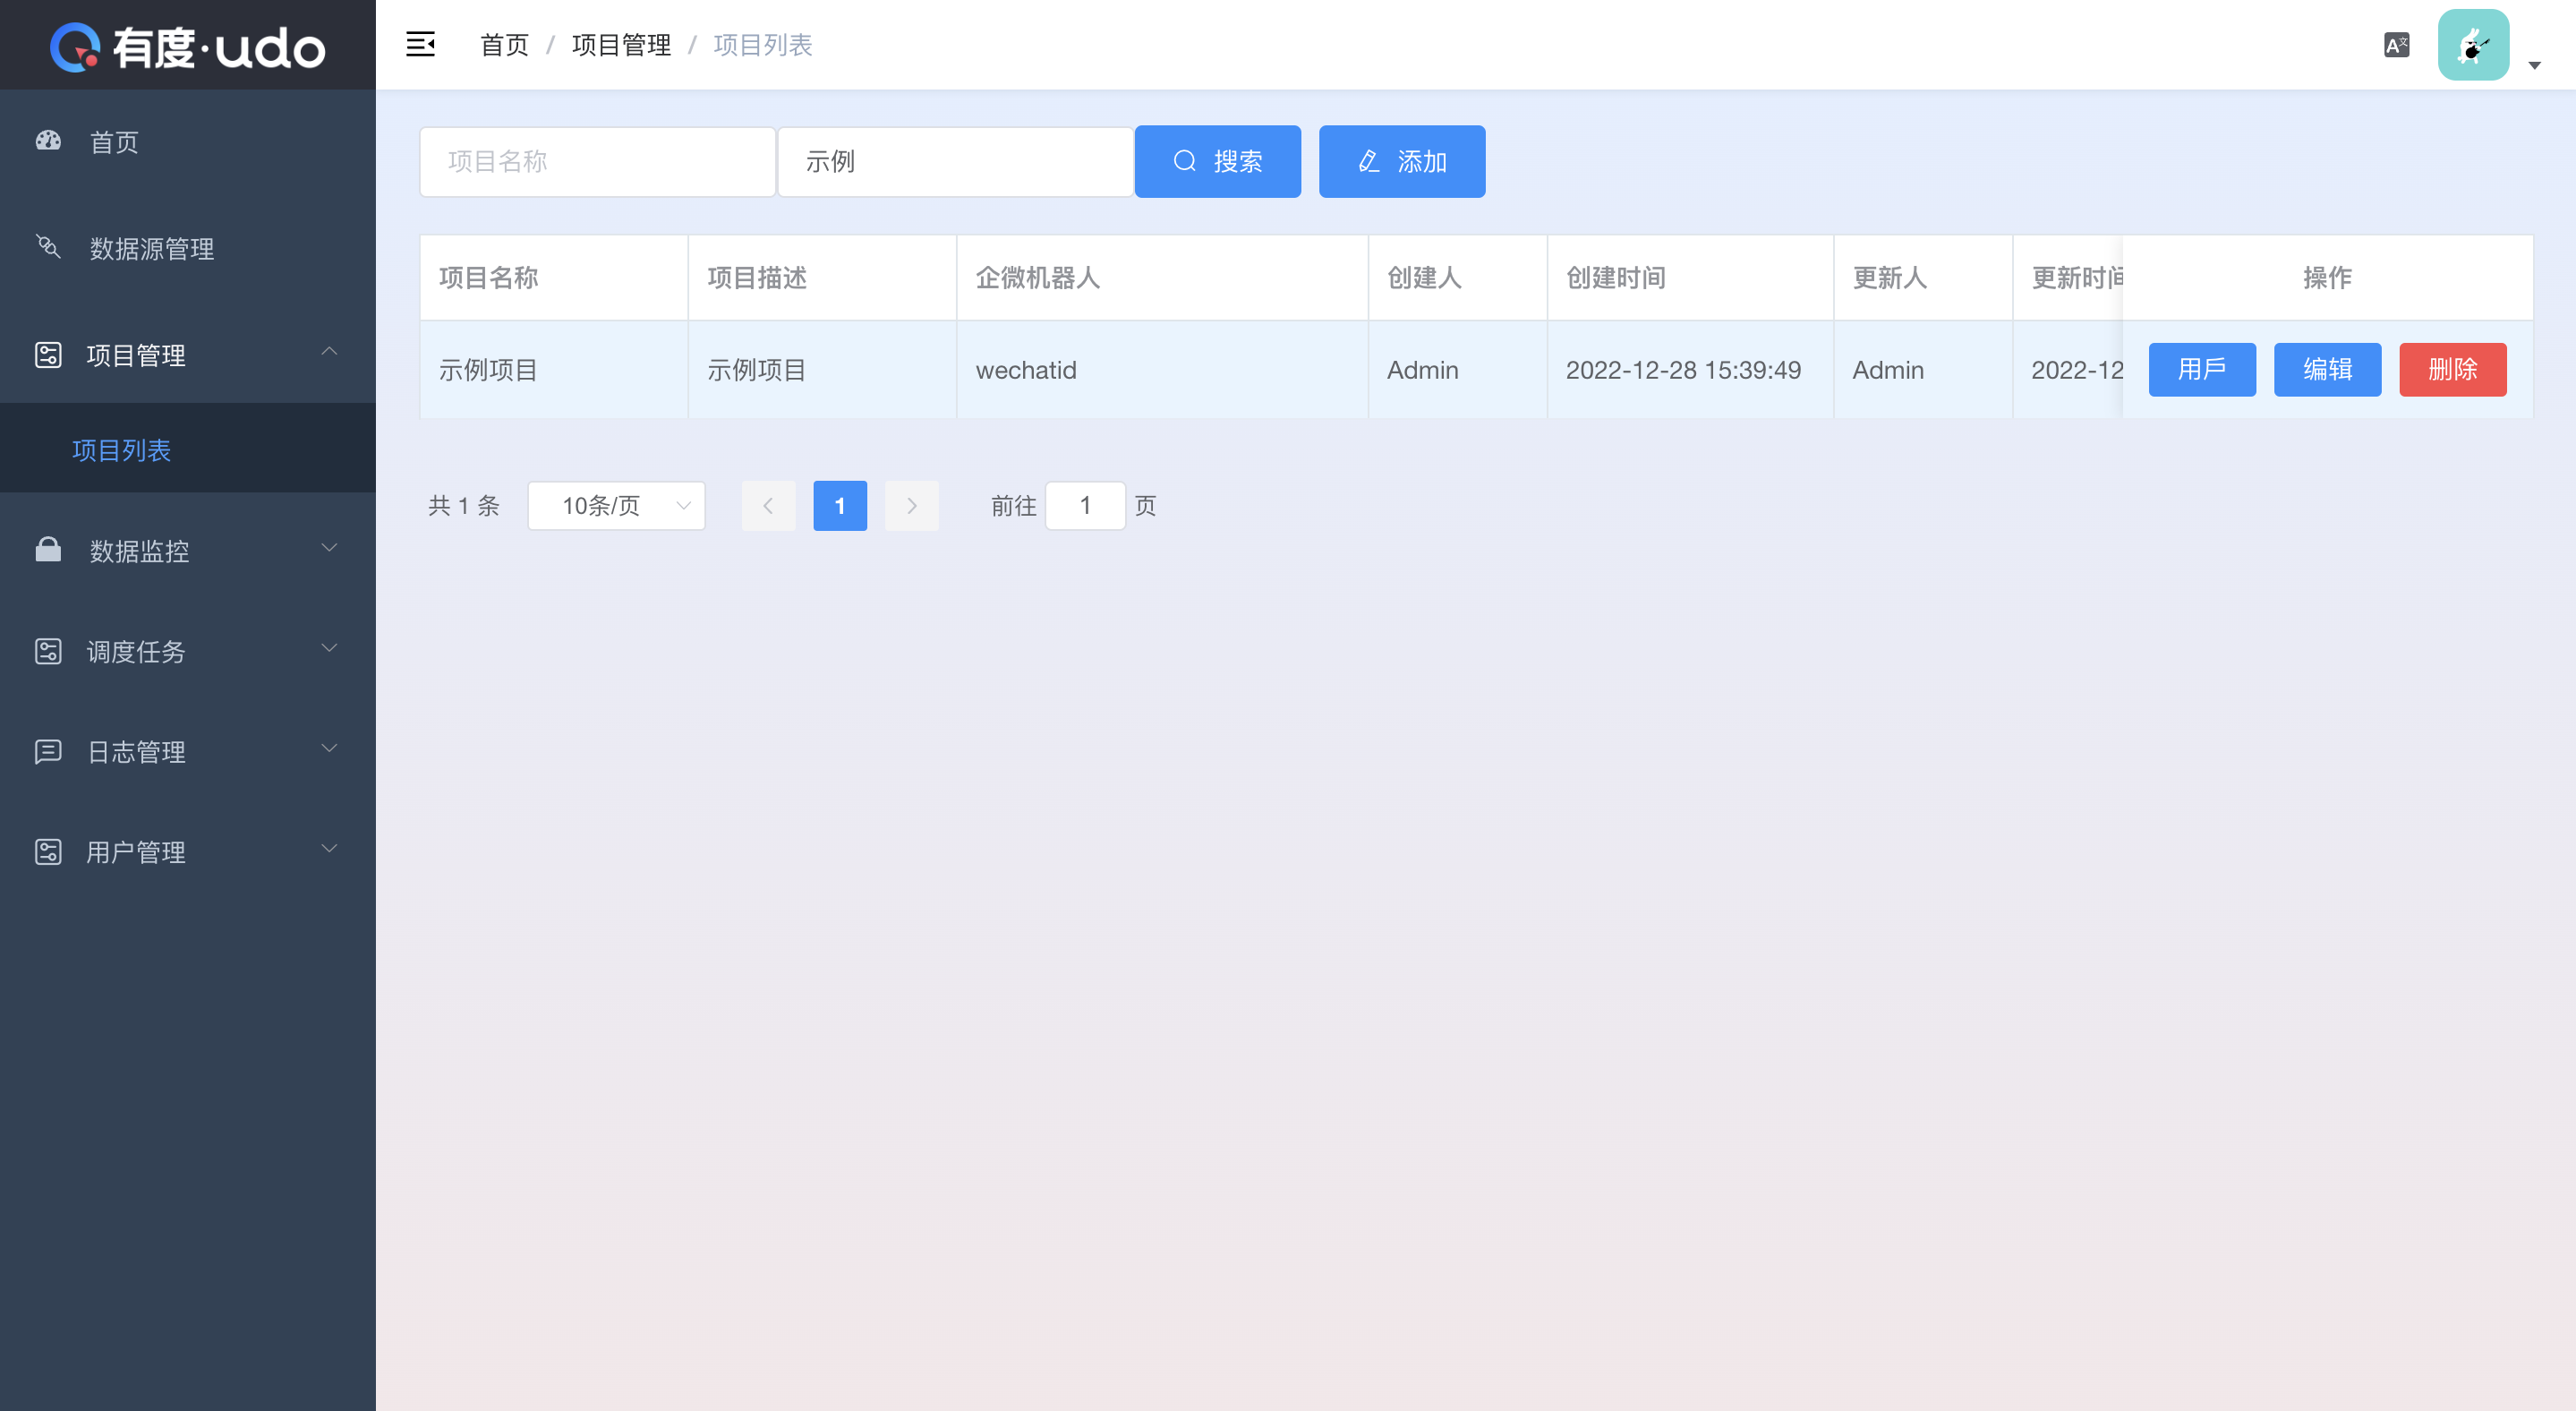 有度·udo
首页 / 项目管理 / 项目列表
首页
数据源管理
项目管理
项目列表
数据监控
调度任务
日志管理
用户管理
项目名称 示例 搜索 添加
项目名称 项目描述 企微机器人 创建人 创建时间 更新人 更新时间 操作
示例项目 示例项目 wechatid Admin 2022-12-28 15:39:49 Admin 2022-12 用戶 编辑 删除
共 1 条 10条/页 1 前往 1 页